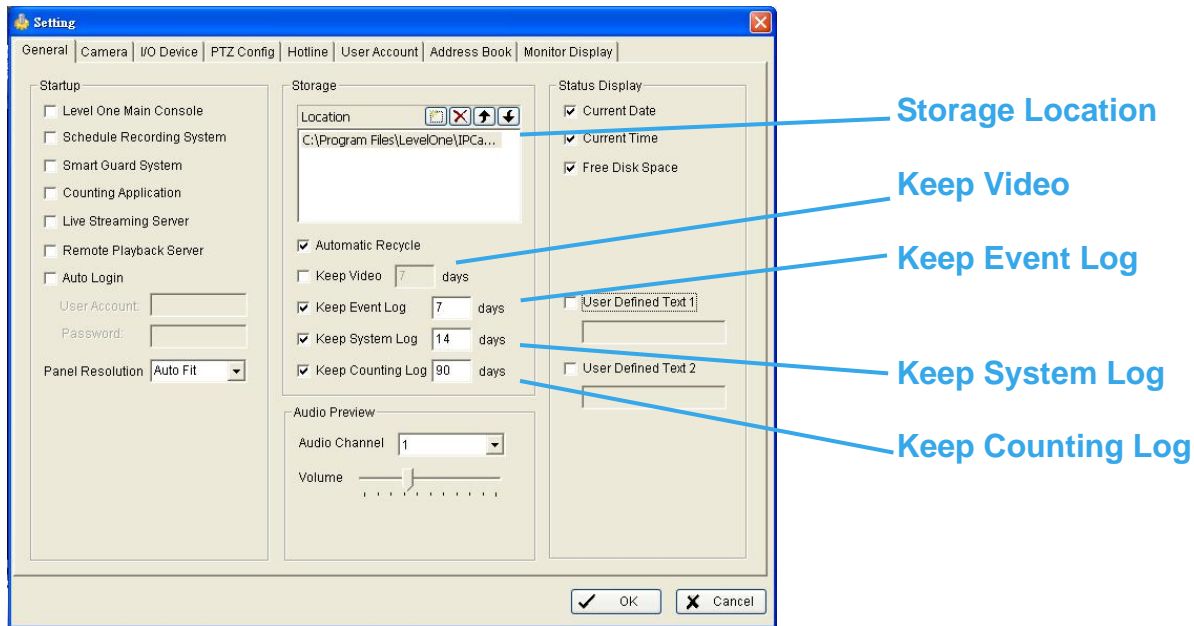 Setting
General Camera I/O Device PTZ Config Hotline User Account Address Book Monitor Display
Startup
Level One Main Console
Schedule Recording System
Smart Guard System
Counting Application
Live Streaming Server
Remote Playback Server
Auto Login
User Account:
Password:
Panel Resolution Auto Fit
Storage
Location
C:\Program Files\LevelOne\IPCa...
Automatic Recycle
Keep Video 7 days
Keep Event Log 7 days
Keep System Log 14 days
Keep Counting Log 90 days
Audio Preview
Audio Channel 1
Volume
Status Display
Current Date
Current Time
Free Disk Space
User Defined Text 1
User Defined Text 2
OK Cancel
Storage Location
Keep Video
Keep Event Log
Keep System Log
Keep Counting Log